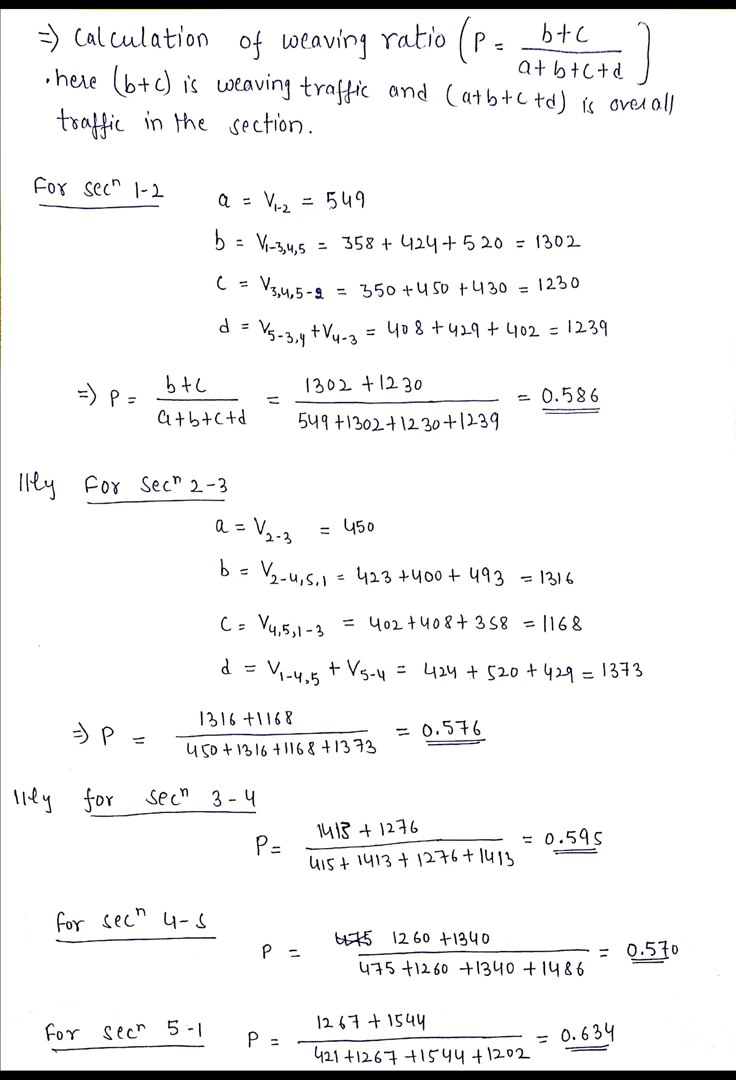 ⇒ Calculation of weaving ratio (P = b+c / a+b+c+d)
• here (b+c) is weaving traffic and (a+b+c+d) is overall
traffic in the section.
For secⁿ 1-2
a = V₁₋₂ = 549
b = V₁₋₃,₄,₅ = 358 + 424 + 520 = 1302
c = V₃,₄,₅₋₂ = 350 + 450 + 430 = 1230
d = V₅₋₃,₄ + V₄₋₃ = 408 + 429 + 402 = 1239
⇒ P = b+c / a+b+c+d = 1302 + 1230 / 549 + 1302 + 1230 + 1239 = 0.586
llly For Secⁿ 2-3
a = V₂₋₃ = 450
b = V₂₋₄,₅,₁ = 423 + 400 + 493 = 1316
C = V₄,₅,₁₋₃ = 402 + 408 + 358 = 1168
d = V₁₋₄,₅ + V₅₋₄ = 424 + 520 + 429 = 1373
⇒ P = 1316 + 1168 / 450 + 1316 + 1168 + 1373 = 0.576
llly for secⁿ 3-4
P = 1413 + 1276 / 415 + 1413 + 1276 + 1413 = 0.595
for secⁿ 4-5
P = 475 1260 + 1340 / 475 + 1260 + 1340 + 1486 = 0.570
For secⁿ 5-1 P = 1267 + 1544 / 421 + 1267 + 1544 + 1202 = 0.634